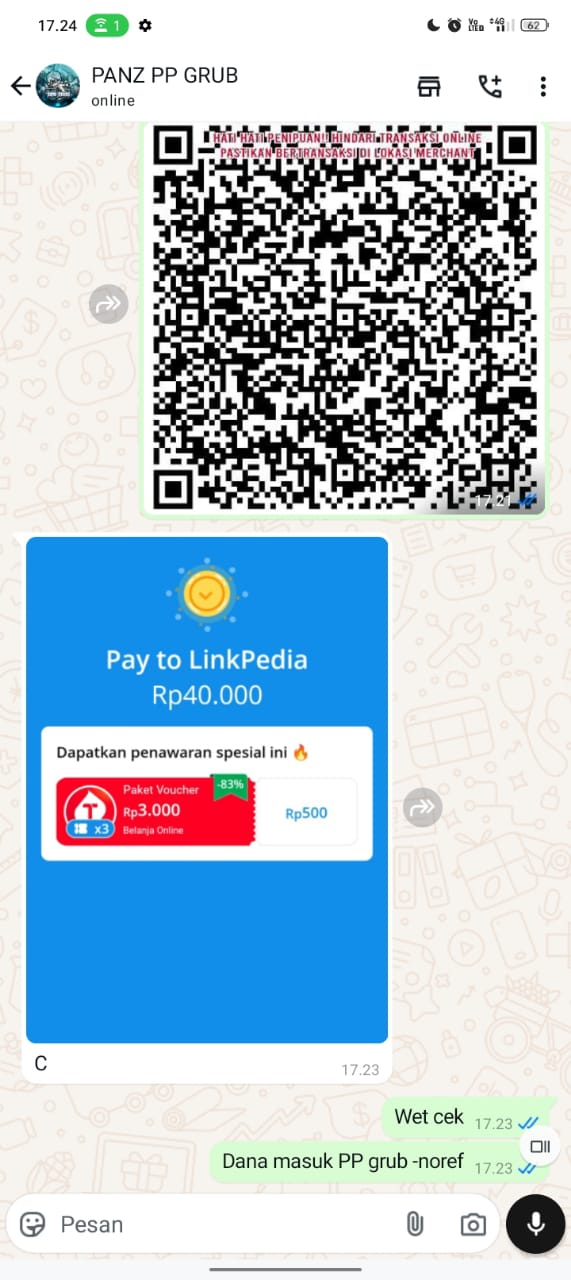 17.24
1
Vo
LTE
4G
62
PANZ PP GRUB
online
HATI HATI PENIPUAN!! HINDARI TRANSAKSI ONLINE
PASTIKAN BERTRANSAKSI DI LOKASI MERCHANT
17.21
Pay to LinkPedia
Rp40.000
Dapatkan penawaran spesial ini 🔥
Paket Voucher
-83%
T
Rp3.000
Rp500
x3
Belanja Online
C
17.23
Wet cek 17.23
Dana masuk PP grub -noref 17.23
Pesan